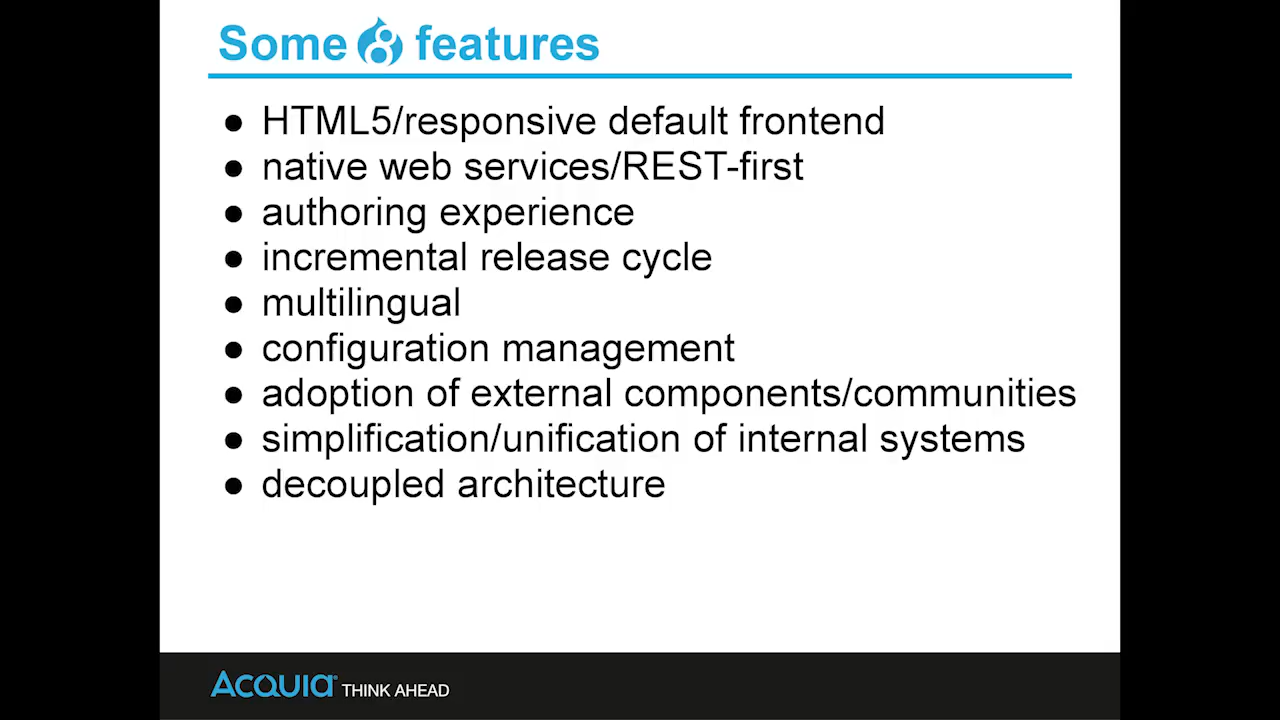 Some 8 features
● HTML5/responsive default frontend
● native web services/REST-first
● authoring experience
● incremental release cycle
● multilingual
● configuration management
● adoption of external components/communities
● simplification/unification of internal systems
● decoupled architecture
Acquia® THINK AHEAD